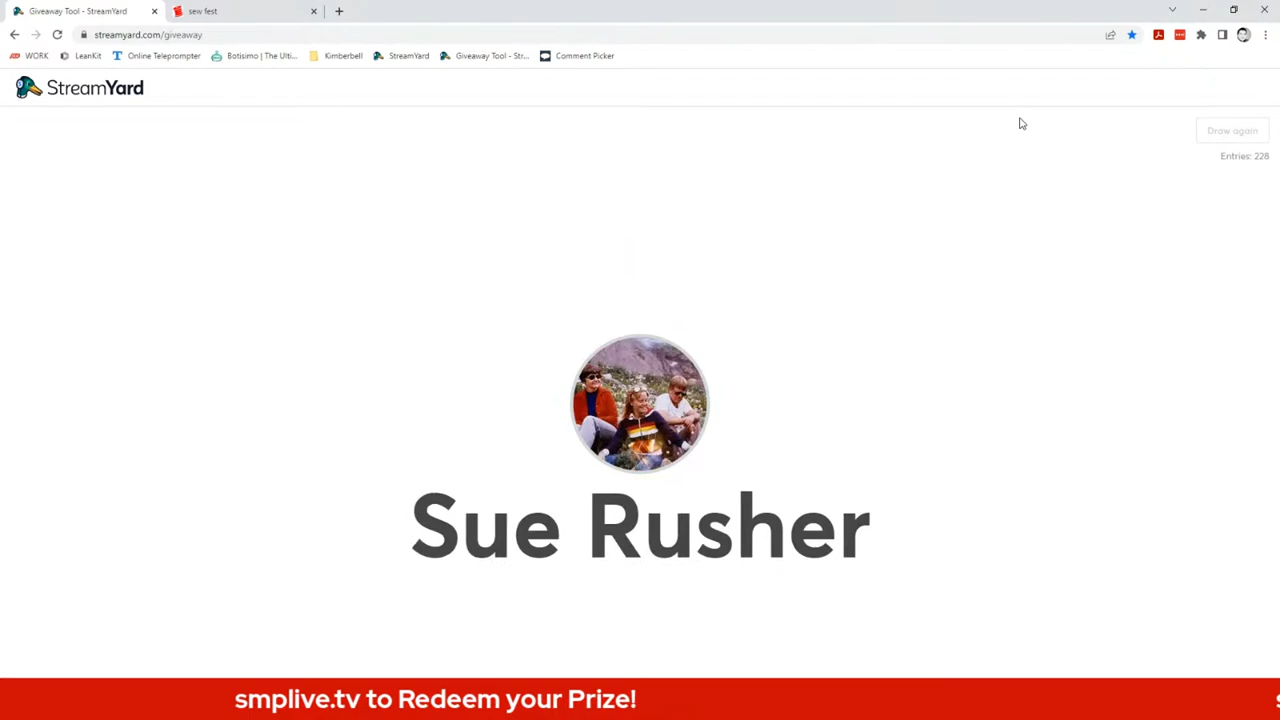 Giveaway Tool - StreamYard
sew fest
streamyard.com/giveaway
WORK LeanKit Online Teleprompter Botisimo | The Ulti... Kimberbell StreamYard Giveaway Tool - Str... Comment Picker
StreamYard
Draw again
Entries: 228
Sue Rusher
smplive.tv to Redeem your Prize!